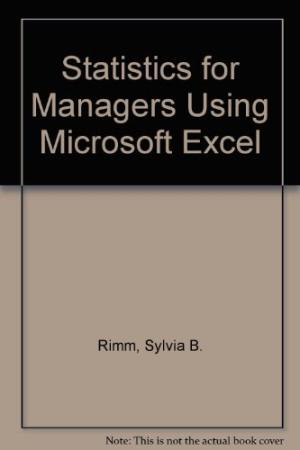 Statistics for
Managers Using
Microsoft Excel
Rimm, Sylvia B.
Note: This is not the actual book cover